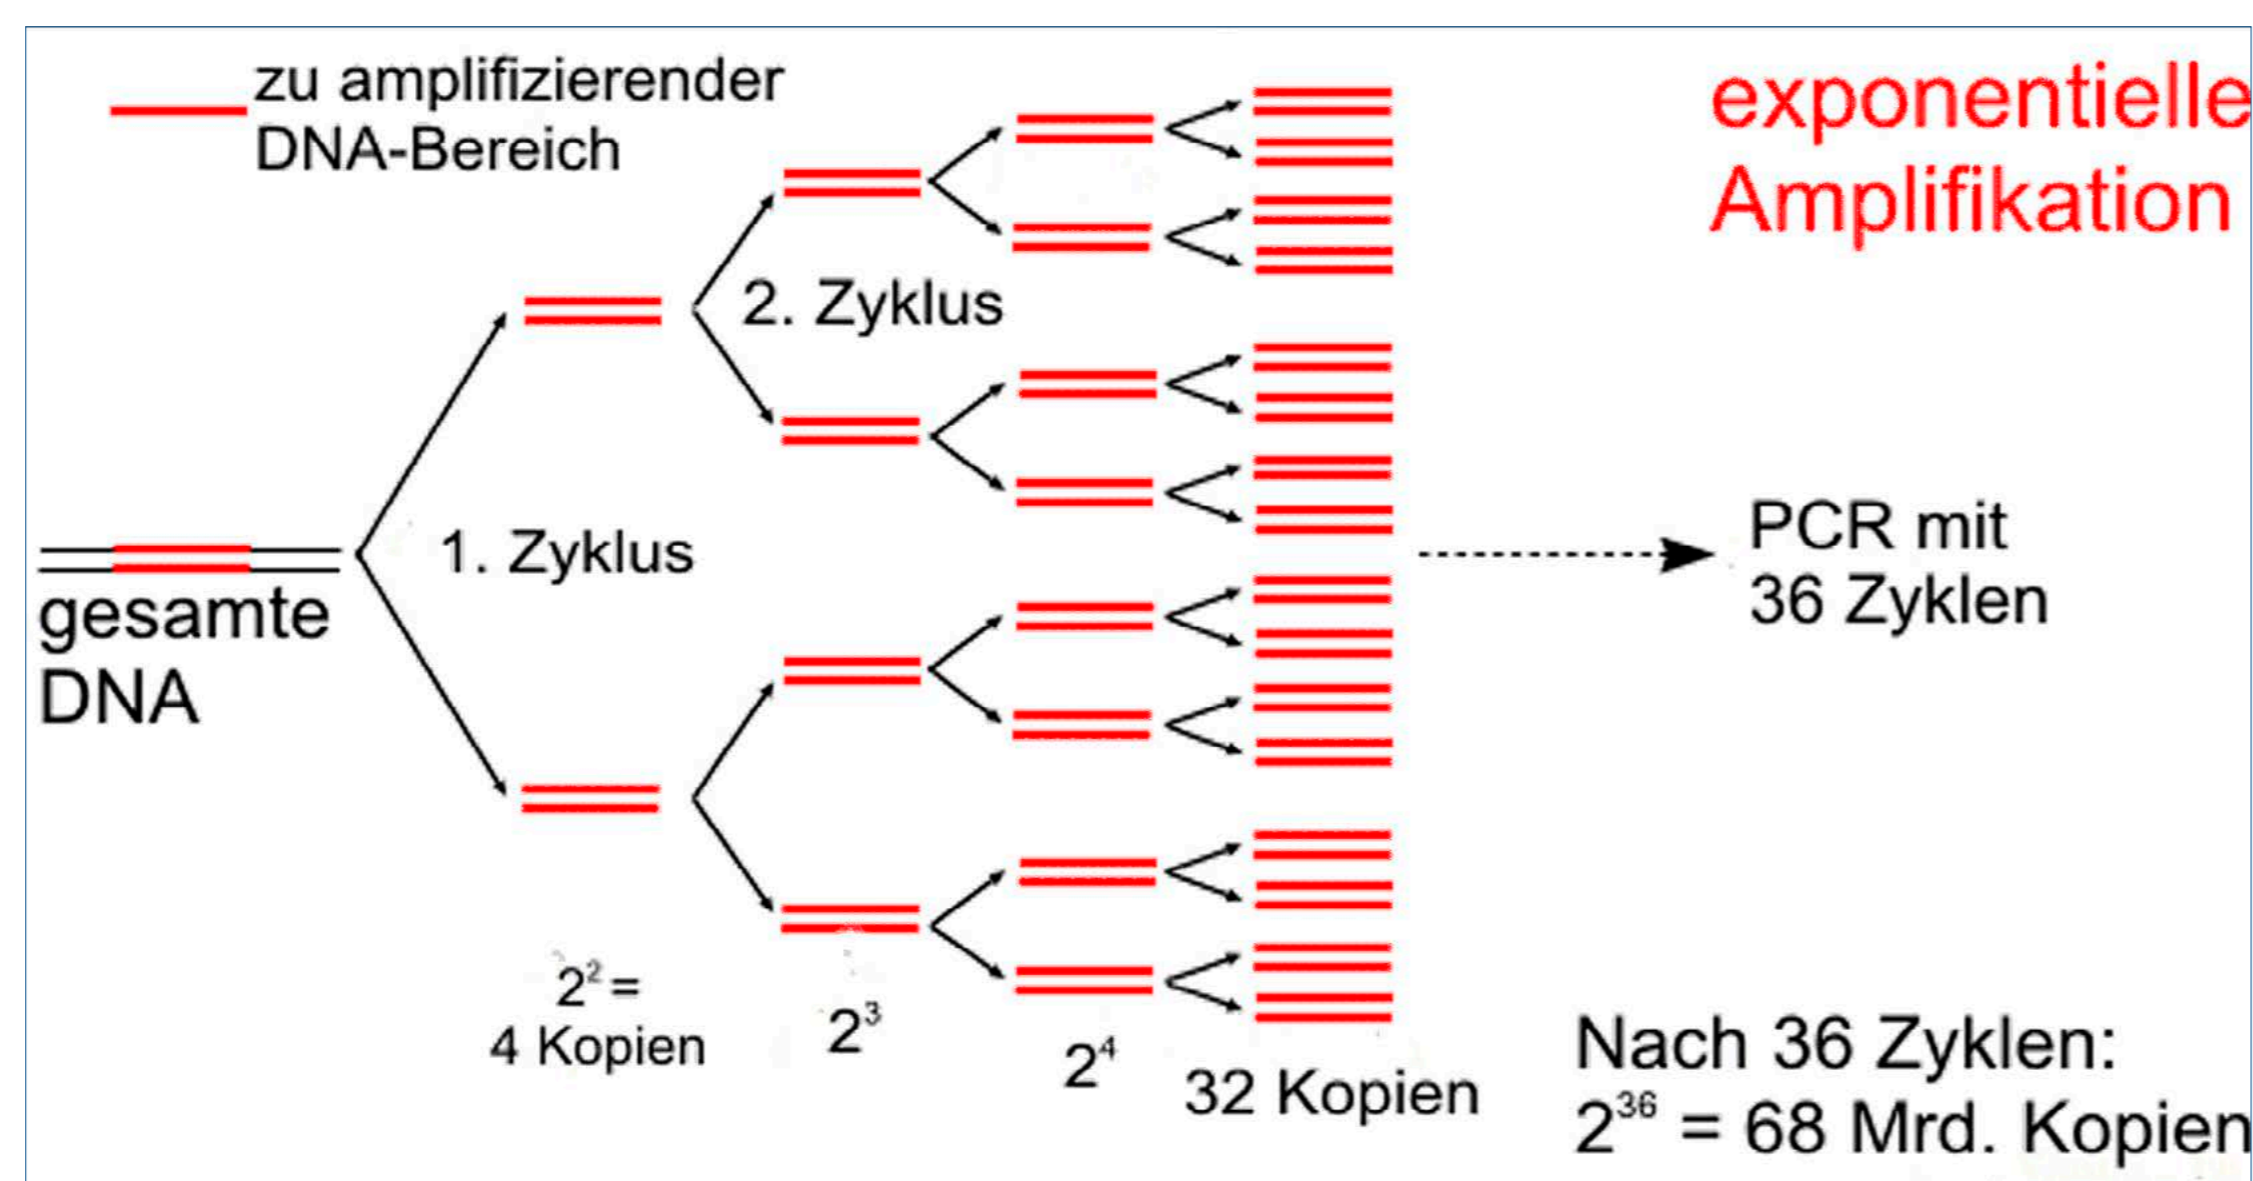 zu amplifizierender
DNA-Bereich
exponentielle
Amplifikation
2. Zyklus
1. Zyklus
gesamte
DNA
PCR mit
36 Zyklen
2² =
4 Kopien
2³
2⁴
32 Kopien
Nach 36 Zyklen:
2³⁶ = 68 Mrd. Kopien